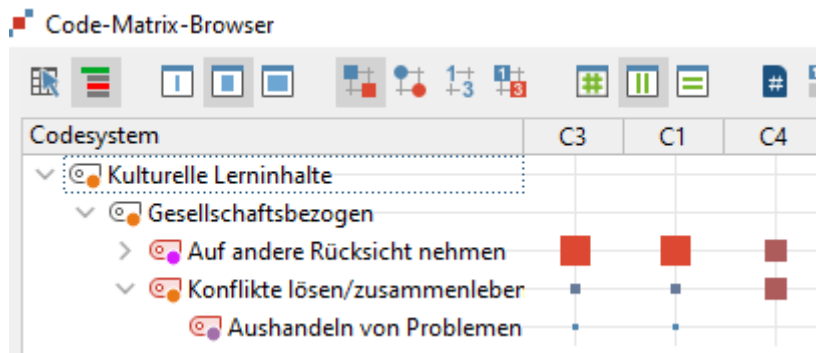 Code-Matrix-Browser
Codesystem C3 C1 C4
Kulturelle Lerninhalte
Gesellschaftsbezogen
Auf andere Rücksicht nehmen
Konflikte lösen/zusammenleber
Aushandeln von Problemen